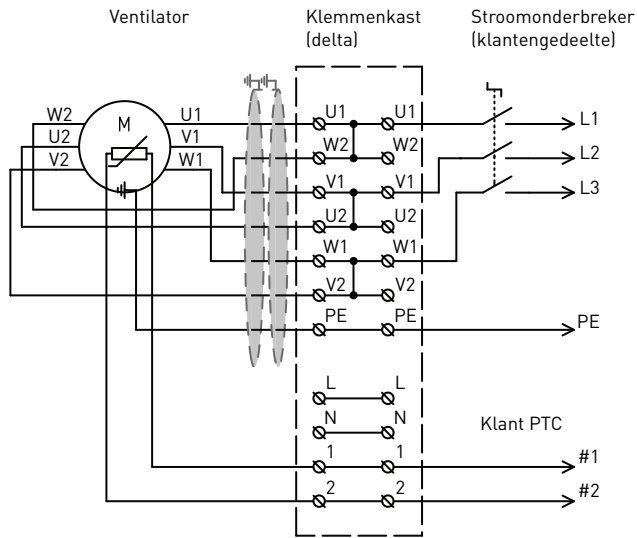 Ventilator
Klemmenkast
(delta)
Stroomonderbreker
(klantengedeelte)
W2
U2
V2
M
U1
V1
W1
U1 U1 L1
W2 W2 L2
V1 V1 L3
U2 U2
W1 W1
V2 V2
PE PE PE
L L
N N
Klant PTC
1 1 #1
2 2 #2